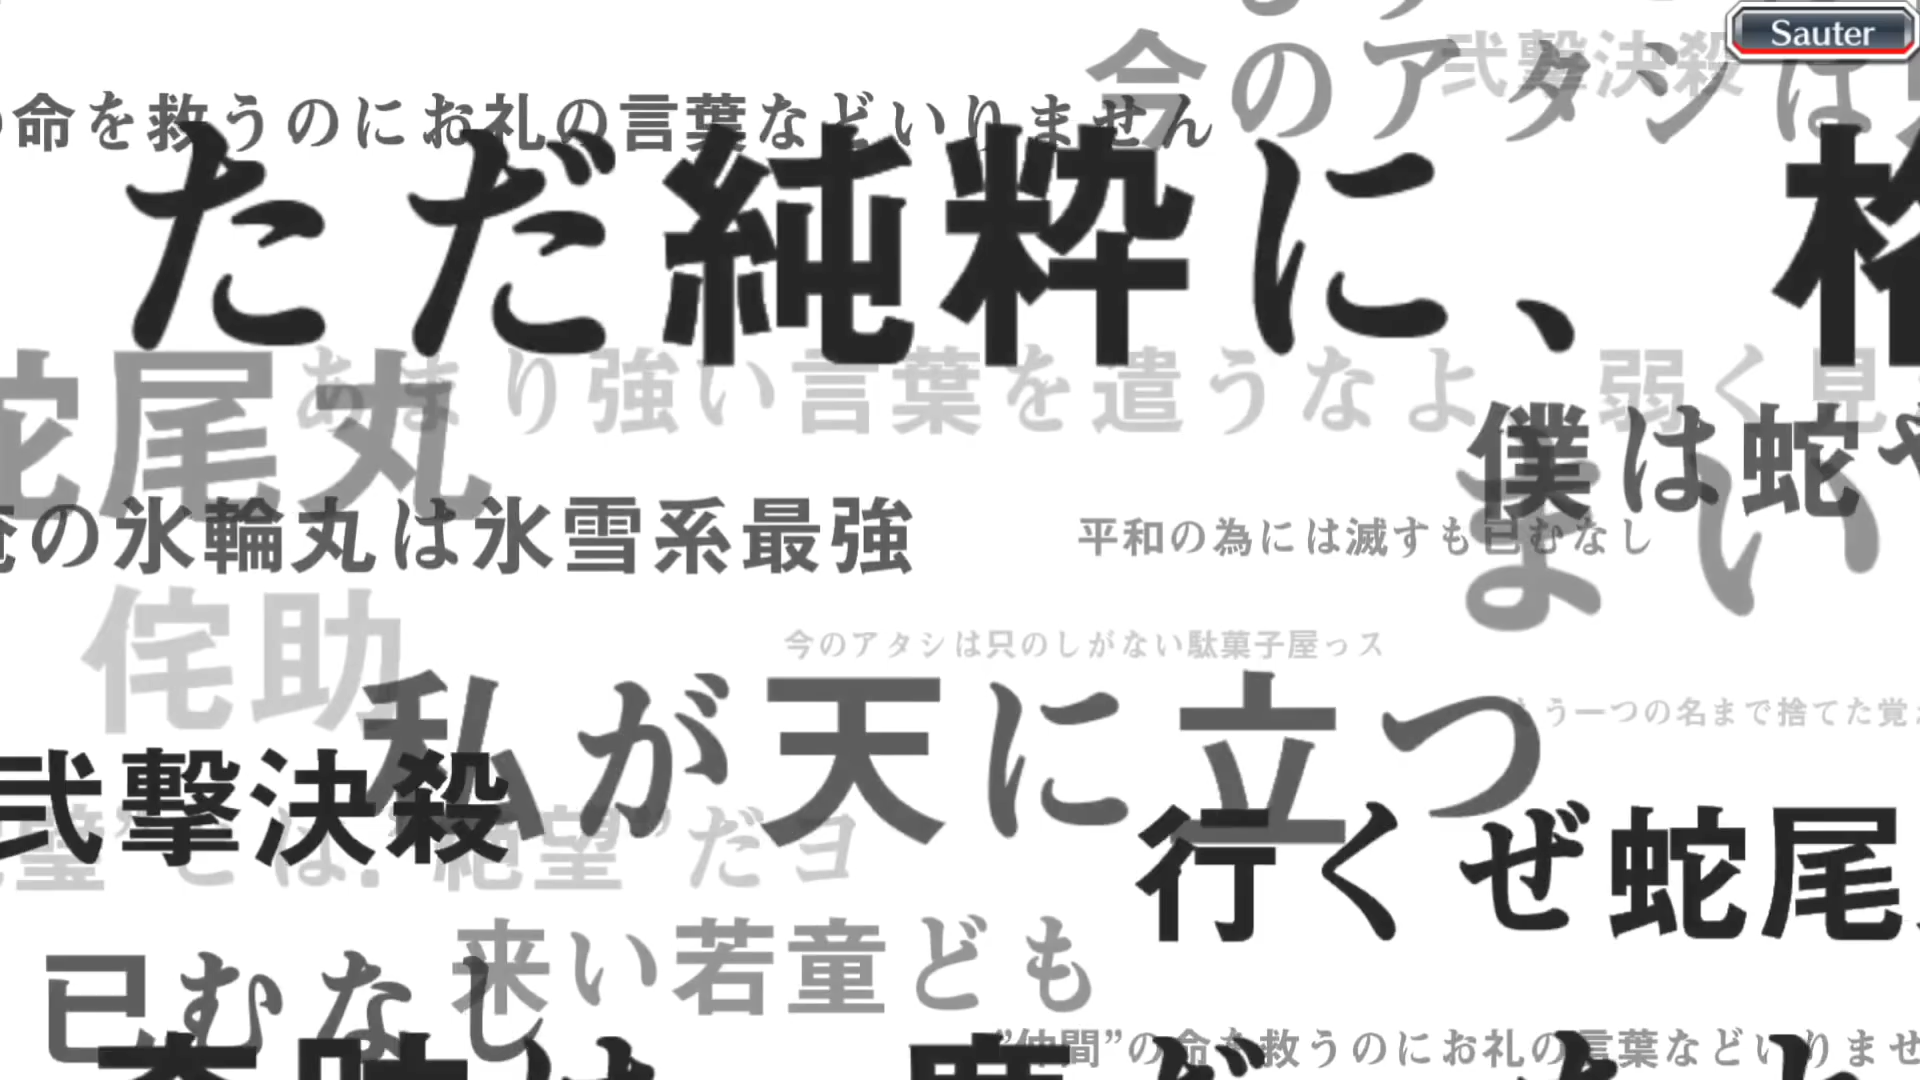 Sauter
今のアタシは
弐撃決殺
命を救うのにお礼の言葉などいりません
ただ純粋に、格
蛇尾丸
あまり強い言葉を遣うなよ 弱く見
僕は蛇
まい
の氷輪丸は氷雪系最強
平和の為には滅すも已むなし
侘助
今のアタシは只のしがない駄菓子屋っス
私が天に立つ
う一つの名まで捨てた覚
弐撃決殺
とは.“絶望”だヨ
行くぜ蛇尾
来い若童ども
已むなし
”仲間”の命を救うのにお礼の言葉などいりませ